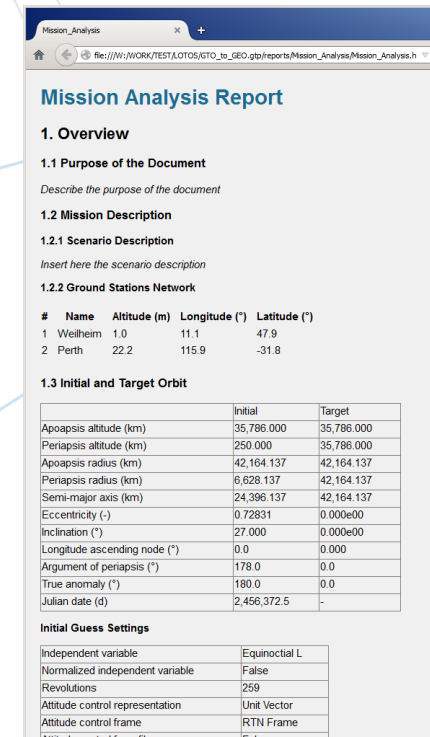 Mission_Analysis × +
file:///W:/WORK/TEST/LOTOS/GTO_to_GEO.gtp/reports/Mission_Analysis/Mission_Analysis.h
Mission Analysis Report
1. Overview
1.1 Purpose of the Document
Describe the purpose of the document
1.2 Mission Description
1.2.1 Scenario Description
Insert here the scenario description
1.2.2 Ground Stations Network
# Name Altitude (m) Longitude (°) Latitude (°)
1 Weilheim 1.0 11.1 47.9
2 Perth 22.2 115.9 -31.8
1.3 Initial and Target Orbit
Initial Target
Apoapsis altitude (km) 35,786.000 35,786.000
Periapsis altitude (km) 250.000 35,786.000
Apoapsis radius (km) 42,164.137 42,164.137
Periapsis radius (km) 6,628.137 42,164.137
Semi-major axis (km) 24,396.137 42,164.137
Eccentricity (-) 0.72831 0.000e00
Inclination (°) 27.000 0.000e00
Longitude ascending node (°) 0.0 0.000
Argument of periapsis (°) 178.0 0.0
True anomaly (°) 180.0 0.0
Julian date (d) 2,456,372.5 -
Initial Guess Settings
Independent variable Equinoctial L
Normalized independent variable False
Revolutions 259
Attitude control representation Unit Vector
Attitude control frame RTN Frame